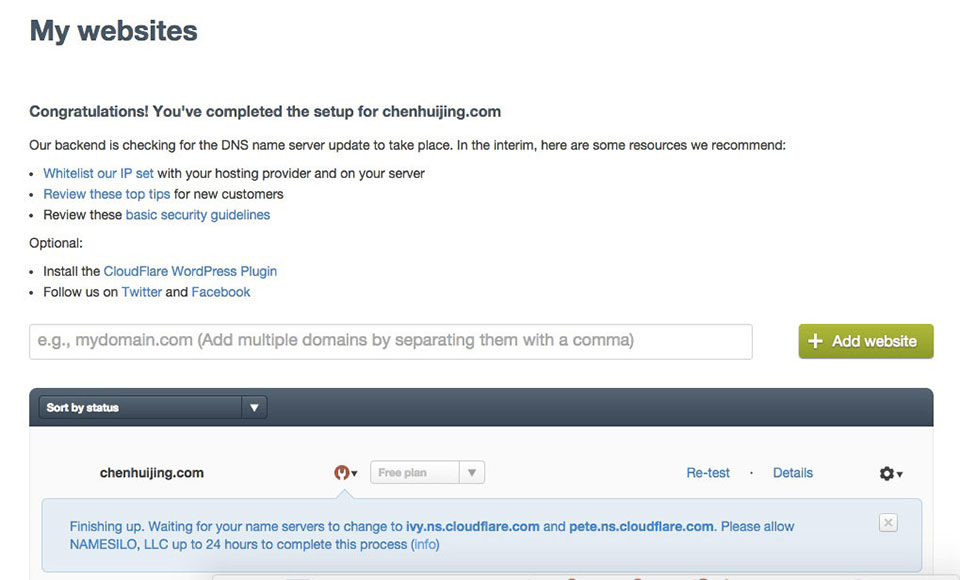 My websites
Congratulations! You've completed the setup for chenhuijing.com
Our backend is checking for the DNS name server update to take place. In the interim, here are some resources we recommend:
• Whitelist our IP set with your hosting provider and on your server
• Review these top tips for new customers
• Review these basic security guidelines
Optional:
• Install the CloudFlare WordPress Plugin
• Follow us on Twitter and Facebook
e.g., mydomain.com (Add multiple domains by separating them with a comma)
+ Add website
Sort by status
chenhuijing.com Free plan Re-test · Details
Finishing up. Waiting for your name servers to change to ivy.ns.cloudflare.com and pete.ns.cloudflare.com. Please allow
NAMESILO, LLC up to 24 hours to complete this process (info)